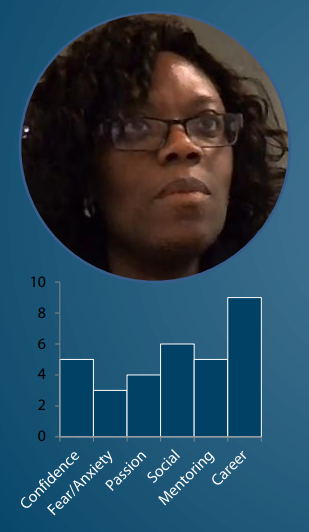 10
8
6
4
2
0
Confidence
Fear/Anxiety
Passion
Social
Mentoring
Career